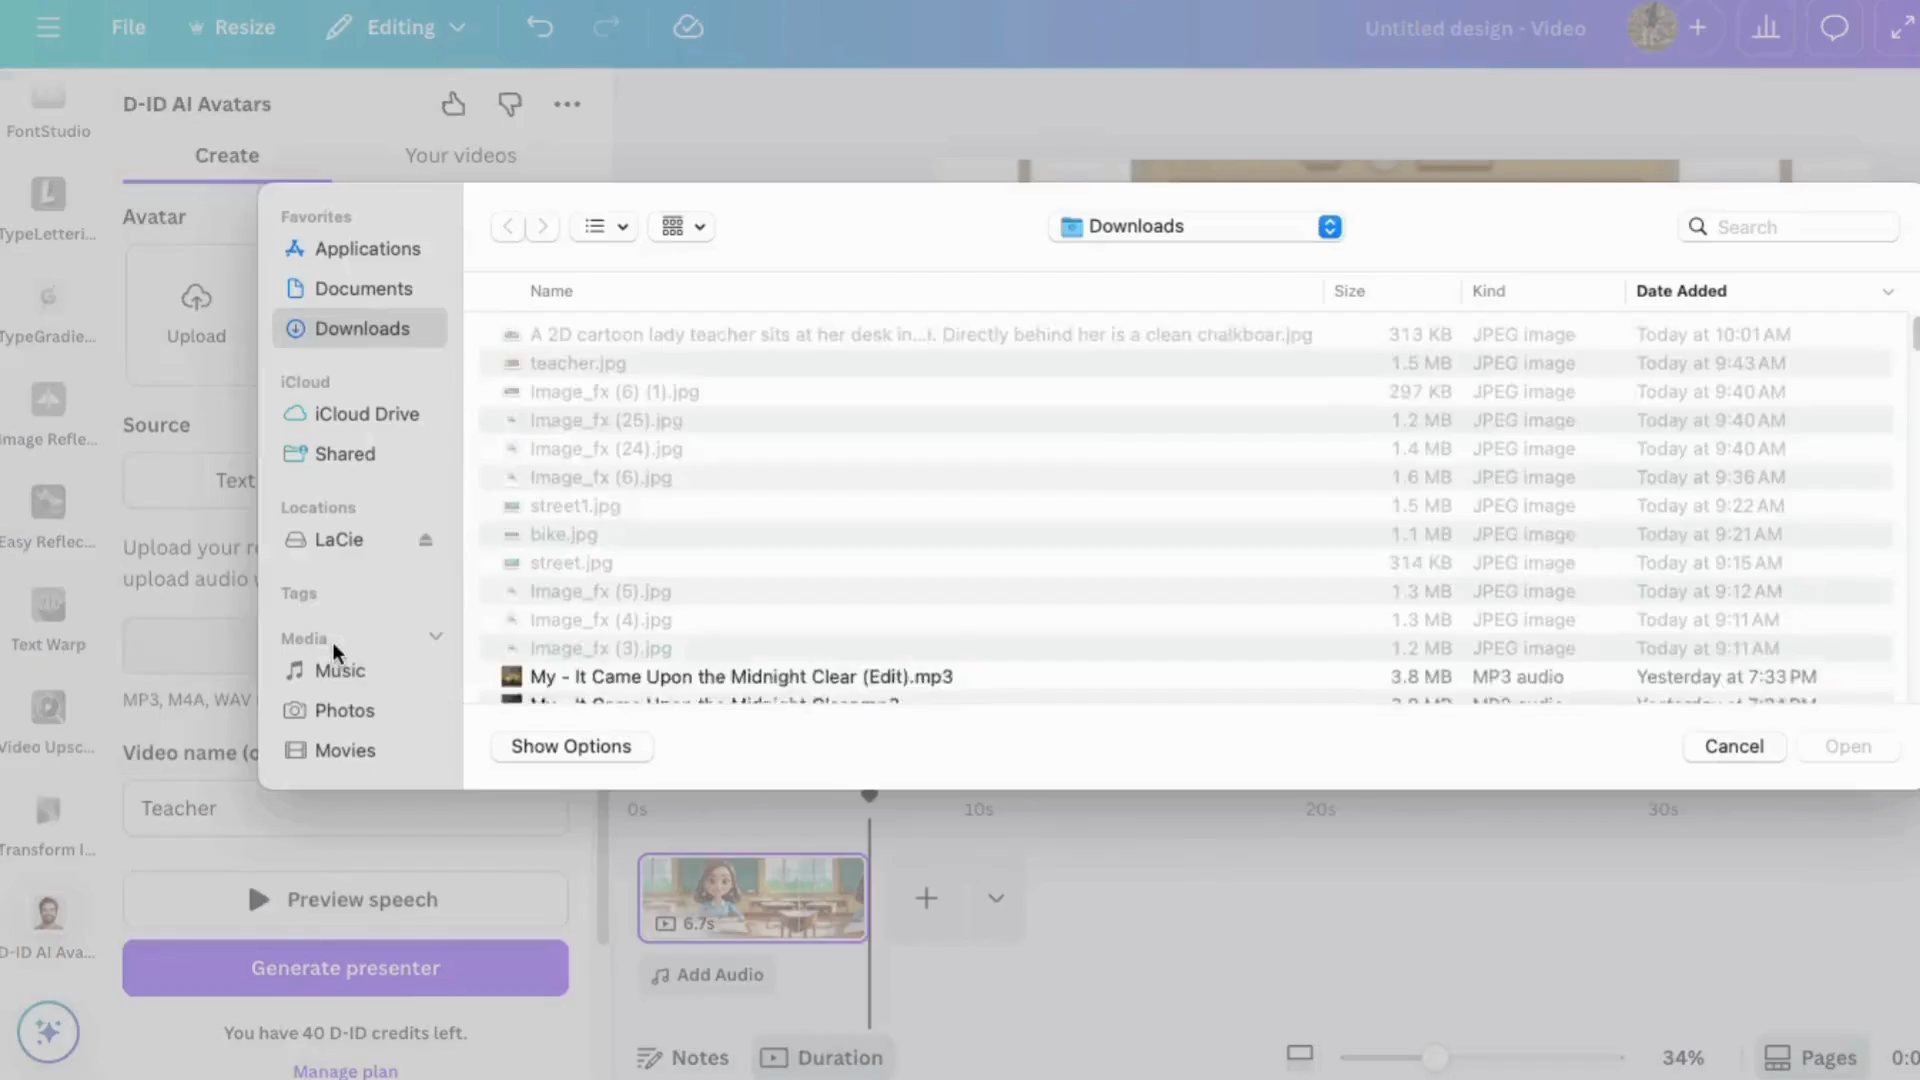 File
Resize
Editing
Untitled design - Video
FontStudio
TypeLetteri...
TypeGradie...
Image Refle...
Easy Reflec...
Text Warp
Video Upsc...
Transform I...
D-ID AI Ava...
D-ID AI Avatars
Create
Your videos
Avatar
Upload
Source
Text
Upload your r
upload audio
MP3, M4A, WAV
Video name (o
Teacher
Preview speech
Generate presenter
You have 40 D-ID credits left.
Manage plan
Favorites
Applications
Documents
Downloads
iCloud
iCloud Drive
Shared
Locations
LaCie
Tags
Media
Music
Photos
Movies
Downloads
Search
Name Size Kind Date Added
A 2D cartoon lady teacher sits at her desk in...i. Directly behind her is a clean chalkboar.jpg 313 KB JPEG image Today at 10:01 AM
teacher.jpg 1.5 MB JPEG image Today at 9:43 AM
Image_fx (6) (1).jpg 297 KB JPEG image Today at 9:40 AM
Image_fx (25).jpg 1.2 MB JPEG image Today at 9:40 AM
Image_fx (24).jpg 1.4 MB JPEG image Today at 9:40 AM
Image_fx (6).jpg 1.6 MB JPEG image Today at 9:36 AM
street1.jpg 1.5 MB JPEG image Today at 9:22 AM
bike.jpg 1.1 MB JPEG image Today at 9:21 AM
street.jpg 314 KB JPEG image Today at 9:15 AM
Image_fx (5).jpg 1.3 MB JPEG image Today at 9:12 AM
Image_fx (4).jpg 1.3 MB JPEG image Today at 9:11 AM
Image_fx (3).jpg 1.2 MB JPEG image Today at 9:11 AM
My - It Came Upon the Midnight Clear (Edit).mp3 3.8 MB MP3 audio Yesterday at 7:33 PM
Show Options
Cancel
Open
0s 10s 20s 30s
6.7s
Add Audio
Notes
Duration
34%
Pages
0:0